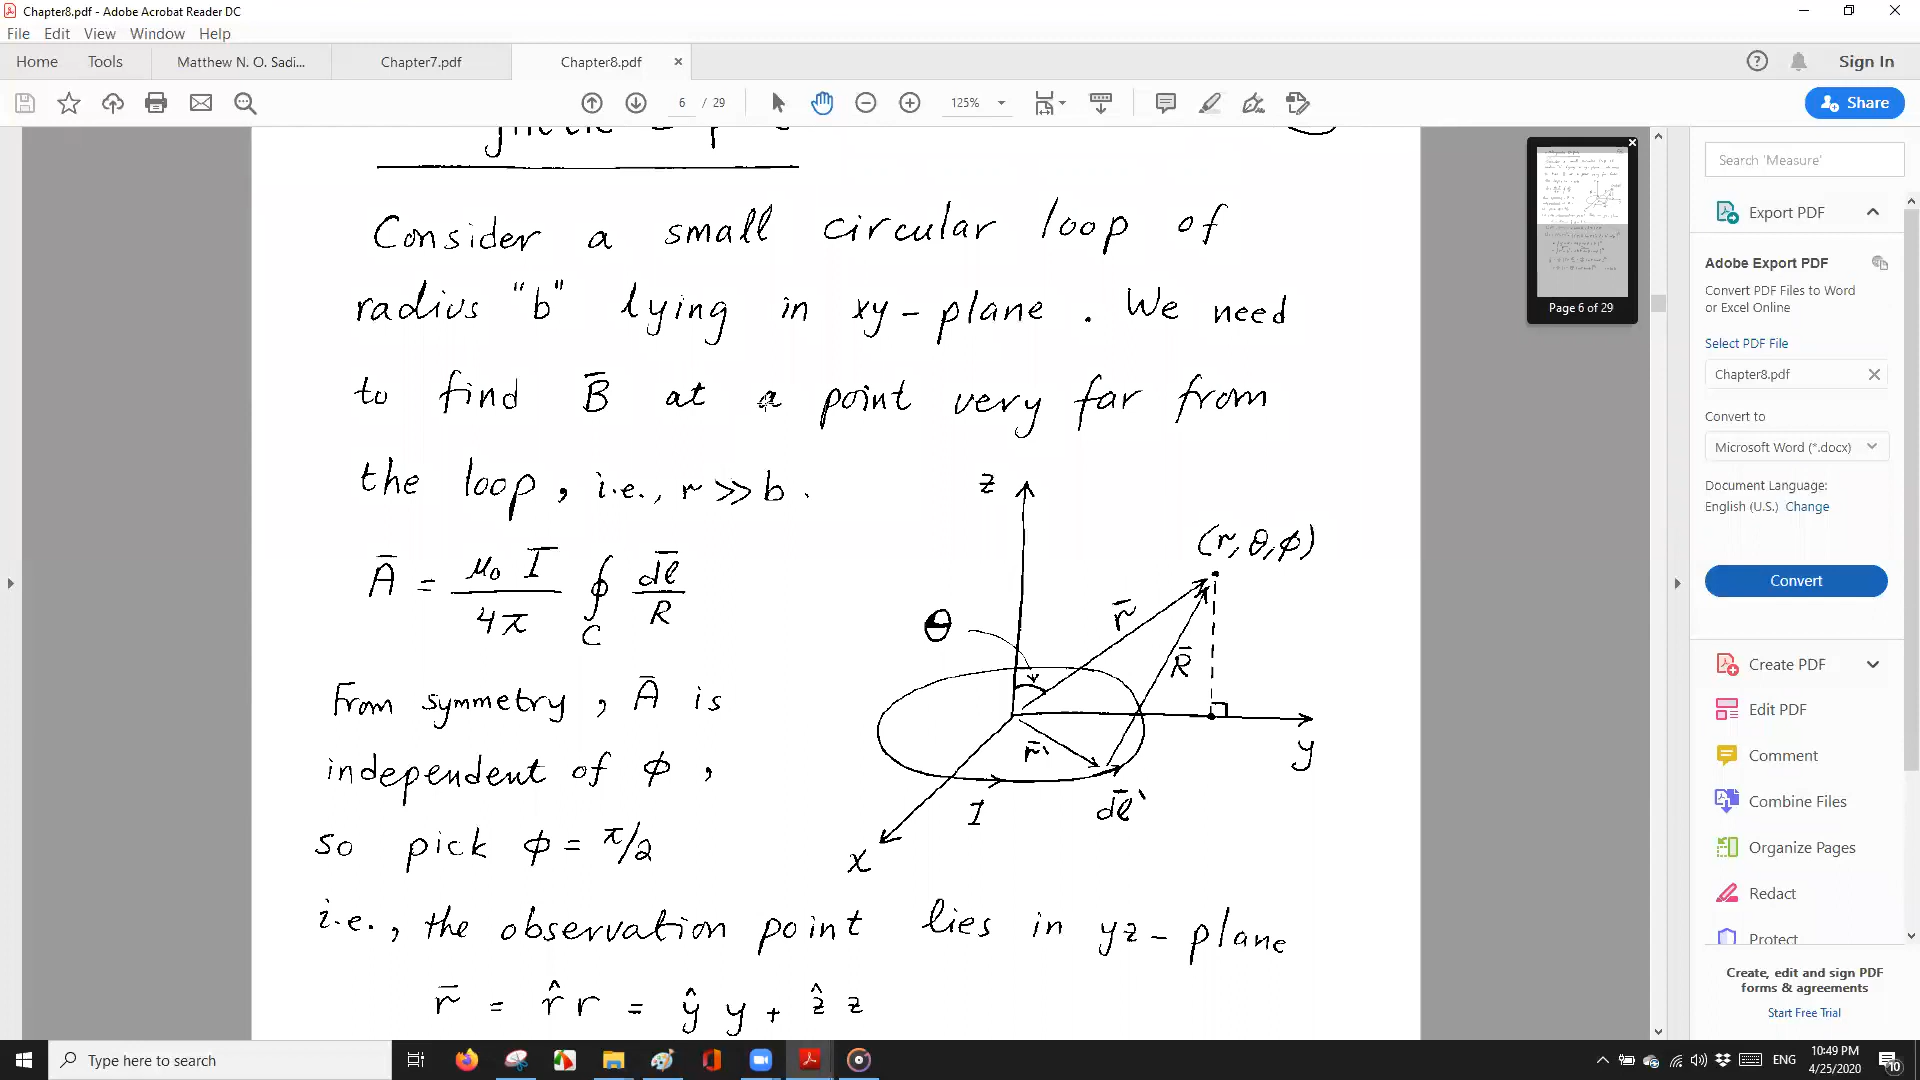 Chapter8.pdf - Adobe Acrobat Reader DC
File Edit View Window Help
Home Tools Matthew N. O. Sadi... Chapter7.pdf Chapter8.pdf × Sign In
6 / 29 125% Share
Consider a small circular loop of
radius "b" lying in xy-plane. We need
to find B̄ at a point very far from
the loop, i.e., r >> b.
Ā = μ₀ I / 4π ∮_C d̄l / R
From symmetry, Ā is
independent of φ,
so pick φ = π/2
i.e., the observation point lies in yz-plane
r̄ = r̂ r = ŷ y + ẑ z
z
(r, θ, φ)
θ
r̄
R̄
r̄'
y
I
d̄l'
x
Page 6 of 29
Search 'Measure'
Export PDF
Adobe Export PDF
Convert PDF Files to Word
or Excel Online
Select PDF File
Chapter8.pdf
Convert to
Microsoft Word (*.docx)
Document Language:
English (U.S.) Change
Convert
Create PDF
Edit PDF
Comment
Combine Files
Organize Pages
Redact
Protect
Create, edit and sign PDF
forms & agreements
Start Free Trial
Type here to search
ENG
10:49 PM
4/25/2020
10